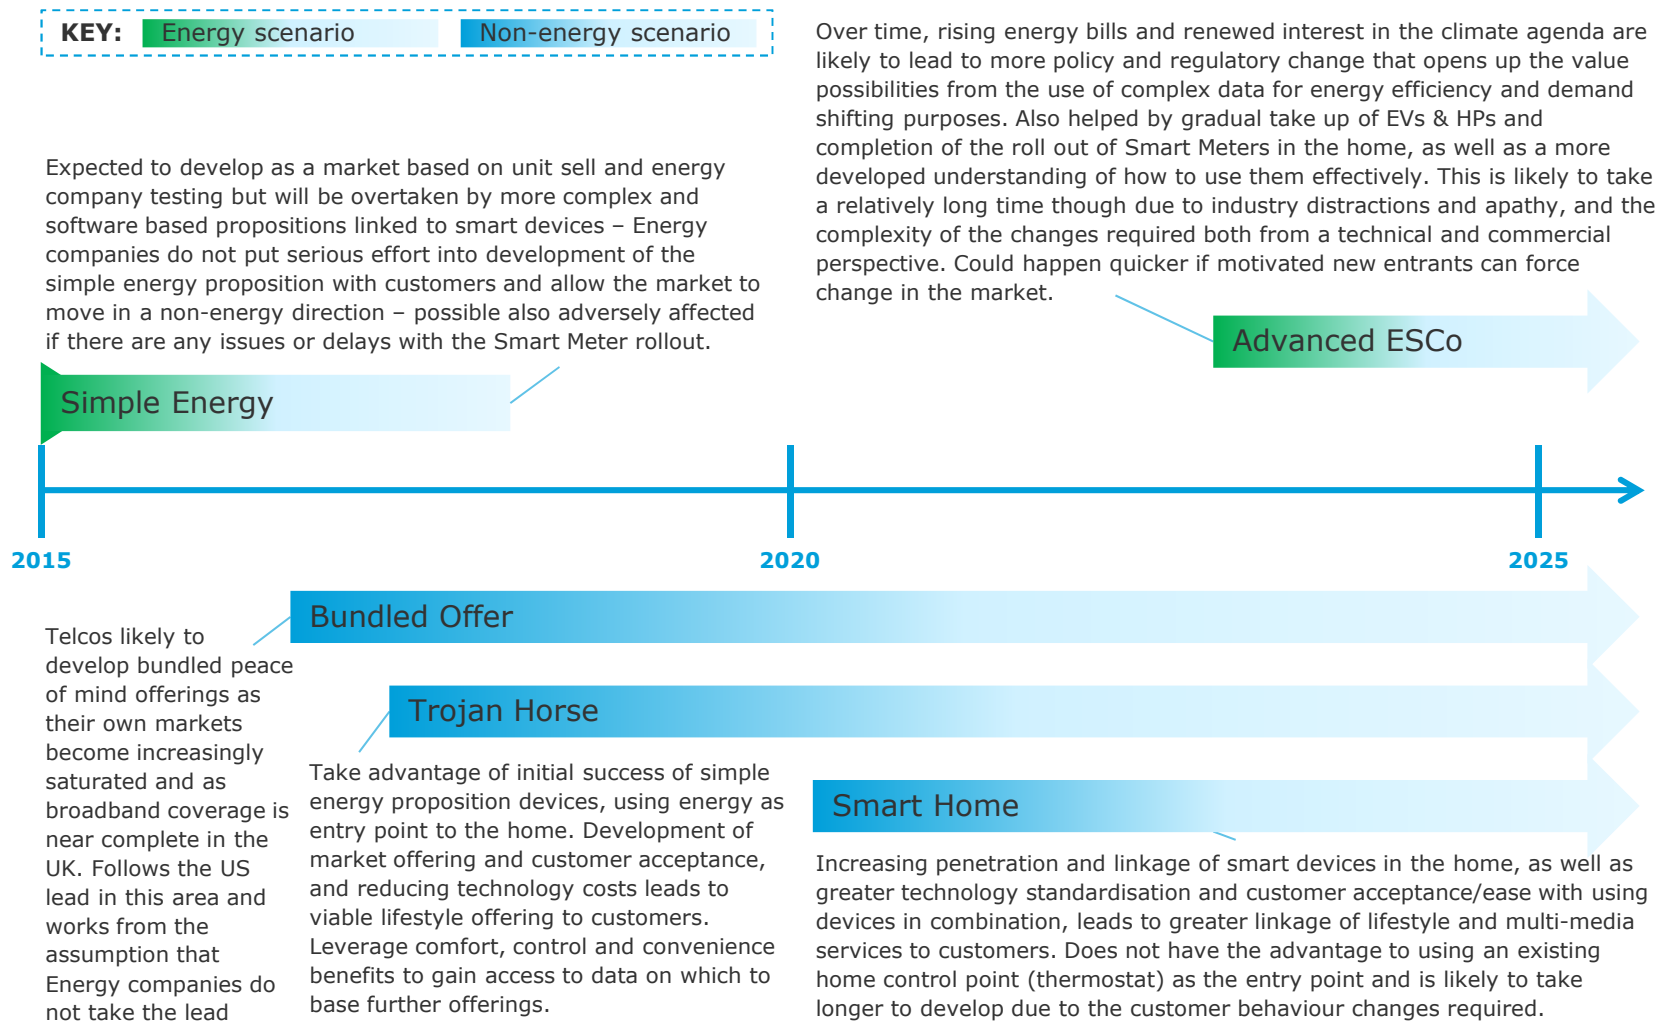 KEY: Energy scenario Non-energy scenario
Expected to develop as a market based on unit sell and energy
company testing but will be overtaken by more complex and
software based propositions linked to smart devices – Energy
companies do not put serious effort into development of the
simple energy proposition with customers and allow the market to
move in a non-energy direction – possible also adversely affected
if there are any issues or delays with the Smart Meter rollout.
Simple Energy
Over time, rising energy bills and renewed interest in the climate agenda are
likely to lead to more policy and regulatory change that opens up the value
possibilities from the use of complex data for energy efficiency and demand
shifting purposes. Also helped by gradual take up of EVs & HPs and
completion of the roll out of Smart Meters in the home, as well as a more
developed understanding of how to use them effectively. This is likely to take
a relatively long time though due to industry distractions and apathy, and the
complexity of the changes required both from a technical and commercial
perspective. Could happen quicker if motivated new entrants can force
change in the market.
Advanced ESCo
2015
2020
2025
Bundled Offer
Telcos likely to
develop bundled peace
of mind offerings as
their own markets
become increasingly
saturated and as
broadband coverage is
near complete in the
UK. Follows the US
lead in this area and
works from the
assumption that
Energy companies do
not take the lead
Trojan Horse
Take advantage of initial success of simple
energy proposition devices, using energy as
entry point to the home. Development of
market offering and customer acceptance,
and reducing technology costs leads to
viable lifestyle offering to customers.
Leverage comfort, control and convenience
benefits to gain access to data on which to
base further offerings.
Smart Home
Increasing penetration and linkage of smart devices in the home, as well as
greater technology standardisation and customer acceptance/ease with using
devices in combination, leads to greater linkage of lifestyle and multi-media
services to customers. Does not have the advantage to using an existing
home control point (thermostat) as the entry point and is likely to take
longer to develop due to the customer behaviour changes required.